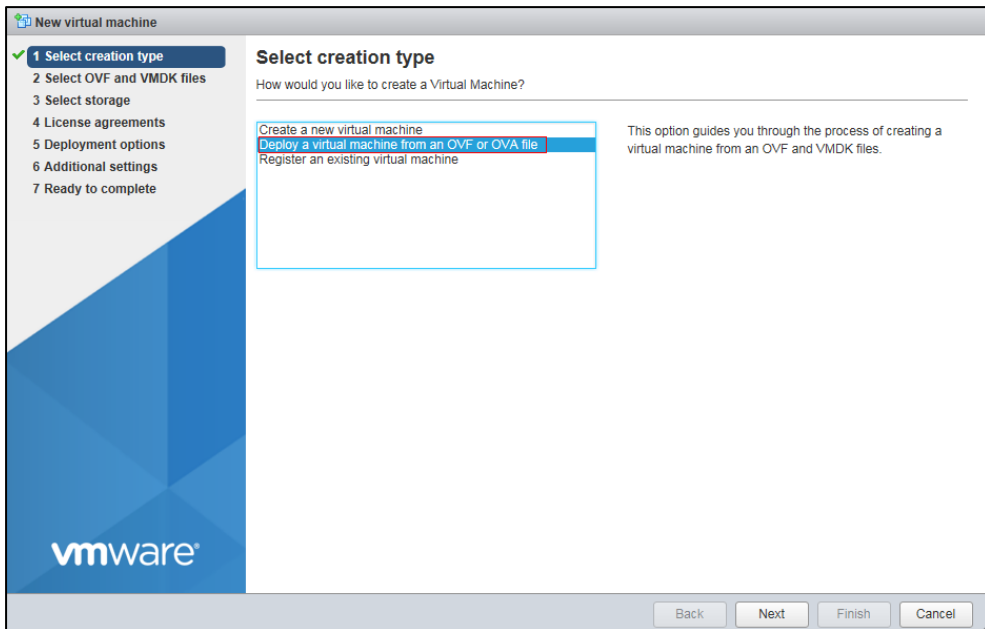 New virtual machine
1 Select creation type
2 Select OVF and VMDK files
3 Select storage
4 License agreements
5 Deployment options
6 Additional settings
7 Ready to complete
vmware®
Select creation type
How would you like to create a Virtual Machine?
Create a new virtual machine
Deploy a virtual machine from an OVF or OVA file
Register an existing virtual machine
This option guides you through the process of creating a
virtual machine from an OVF and VMDK files.
Back
Next
Finish
Cancel